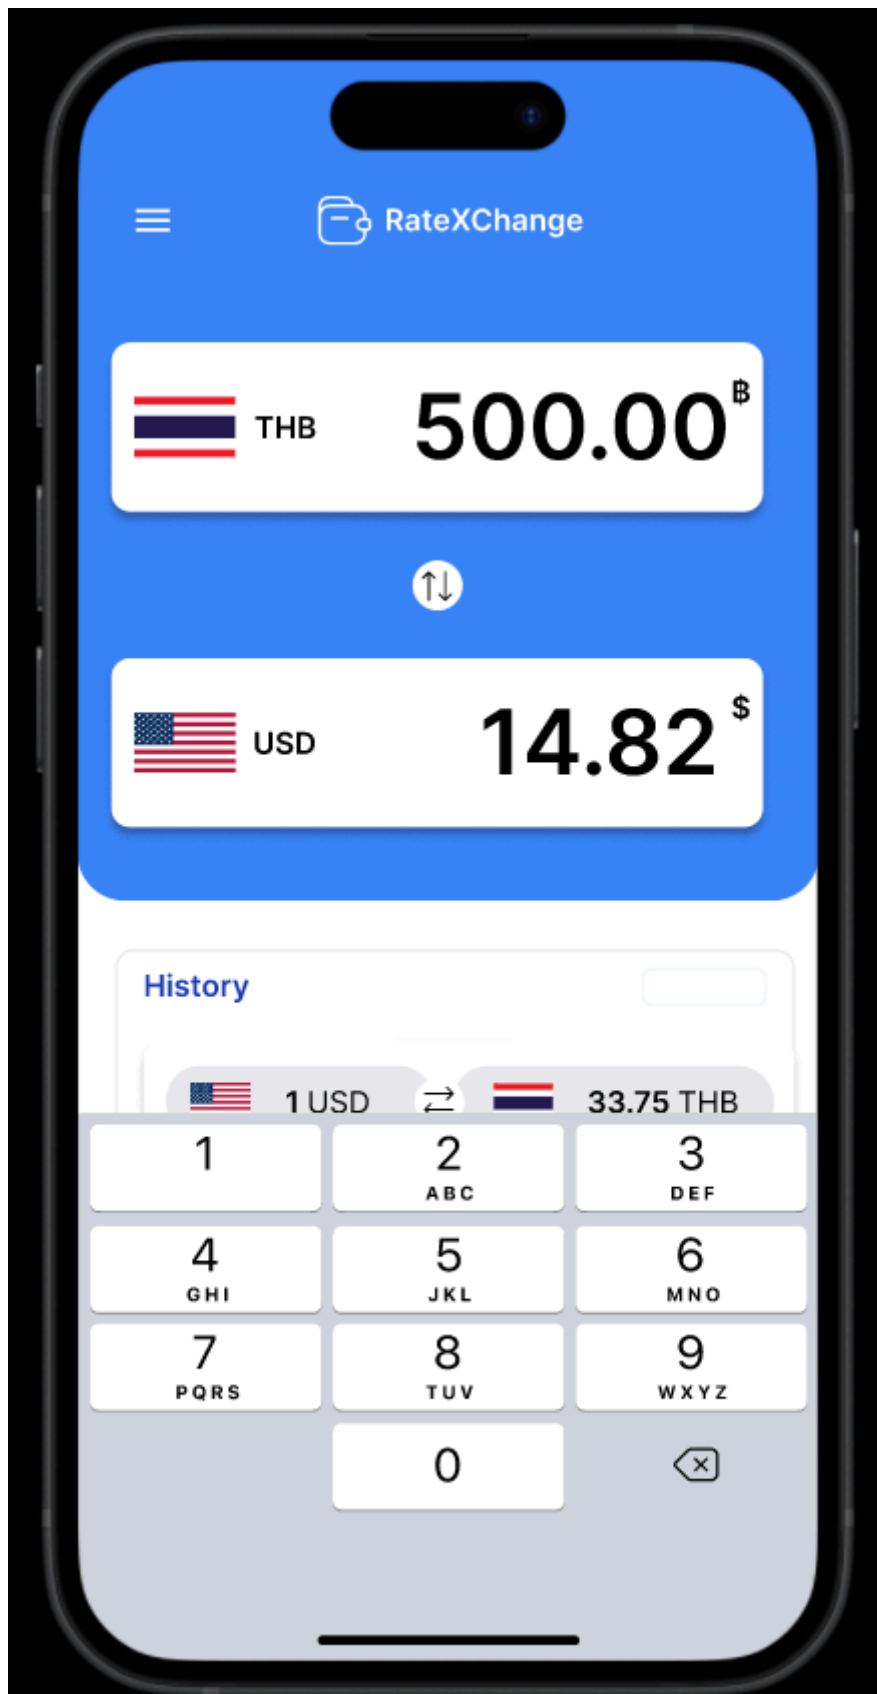 RateXChange
THB 500.00 ฿
USD 14.82 $
History
1 USD 33.75 THB
1 2 3
ABC DEF
4 5 6
GHI JKL MNO
7 8 9
PQRS TUV WXYZ
0